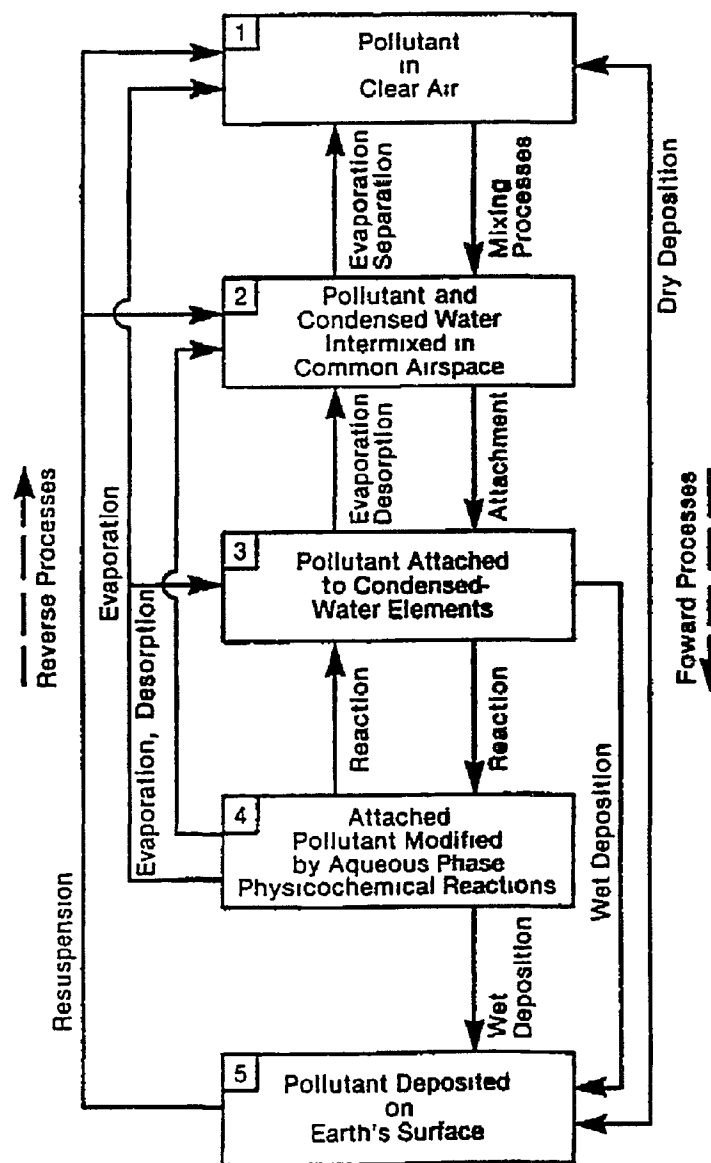 1
Pollutant
in
Clear Air
Evaporation
Separation
Mixing
Processes
Dry Deposition
2
Pollutant and
Condensed Water
Intermixed in
Common Airspace
Evaporation
Desorption
Attachment
Reverse Processes
Evaporation
Foward Processes
3
Pollutant Attached
to Condensed-
Water Elements
Evaporation, Desorption
Reaction
Reaction
Wet Deposition
4
Attached
Pollutant Modified
by Aqueous Phase
Physicochemical Reactions
Resuspension
Wet
Deposition
5
Pollutant Deposited
on
Earth's Surface